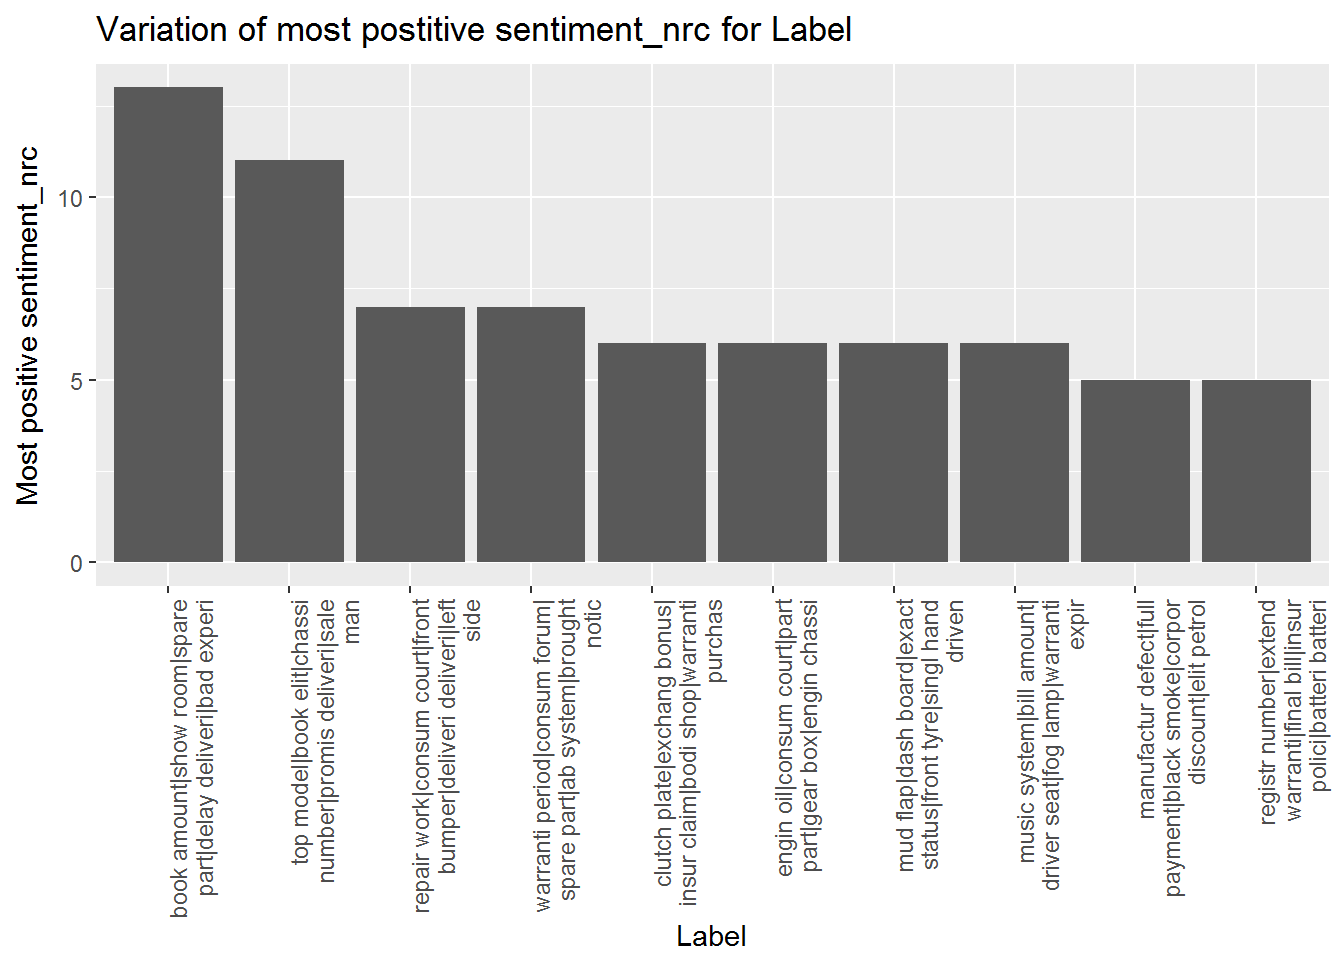 Variation of most postitive sentiment_nrc for Label
Most positive sentiment_nrc
10
5
0
book amount|show room|spare
part|delay deliveri|bad experi
top model|book elit|chassi
number|promis deliveri|sale
man
repair work|consum court|front
bumper|deliveri deliveri|left
side
warranti period|consum forum|
spare part|ab system|brought
notic
clutch plate|exchang bonus|
insur claim|bodi shop|warranti
purchas
engin oil|consum court|part
part|gear box|engin chassi
mud flap|dash board|exact
status|front tyre|singl hand
driven
music system|bill amount|
driver seat|fog lamp|warranti
expir
manufactur defect|full
payment|black smoke|corpor
discount|elit petrol
registr number|extend
warranti|final bill|insur
polici|batteri batteri
Label